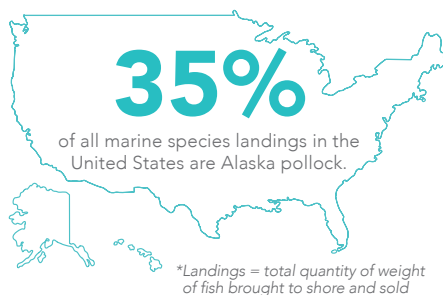 35%
of all marine species landings in the
United States are Alaska pollock.
*Landings = total quantity of weight
of fish brought to shore and sold